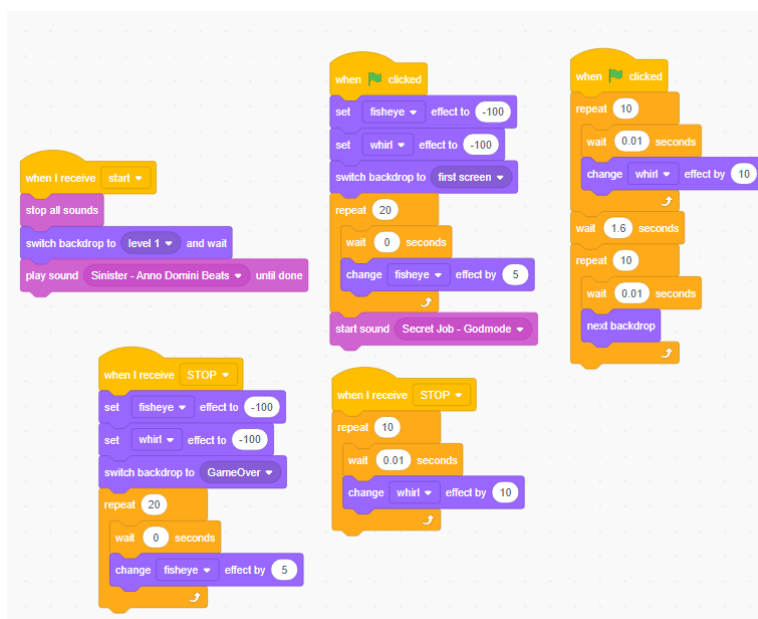 when I receive start
stop all sounds
switch backdrop to level 1 and wait
play sound Sinister - Anno Domini Beats until done
when clicked
set fisheye effect to -100
set whirl effect to -100
switch backdrop to first screen
repeat 20
wait 0 seconds
change fisheye effect by 5
start sound Secret Job - Godmode
when clicked
repeat 10
wait 0.01 seconds
change whirl effect by 10
wait 1.6 seconds
repeat 10
wait 0.01 seconds
next backdrop
when I receive STOP
set fisheye effect to -100
set whirl effect to -100
switch backdrop to GameOver
repeat 20
wait 0 seconds
change fisheye effect by 5
when I receive STOP
repeat 10
wait 0.01 seconds
change whirl effect by 10